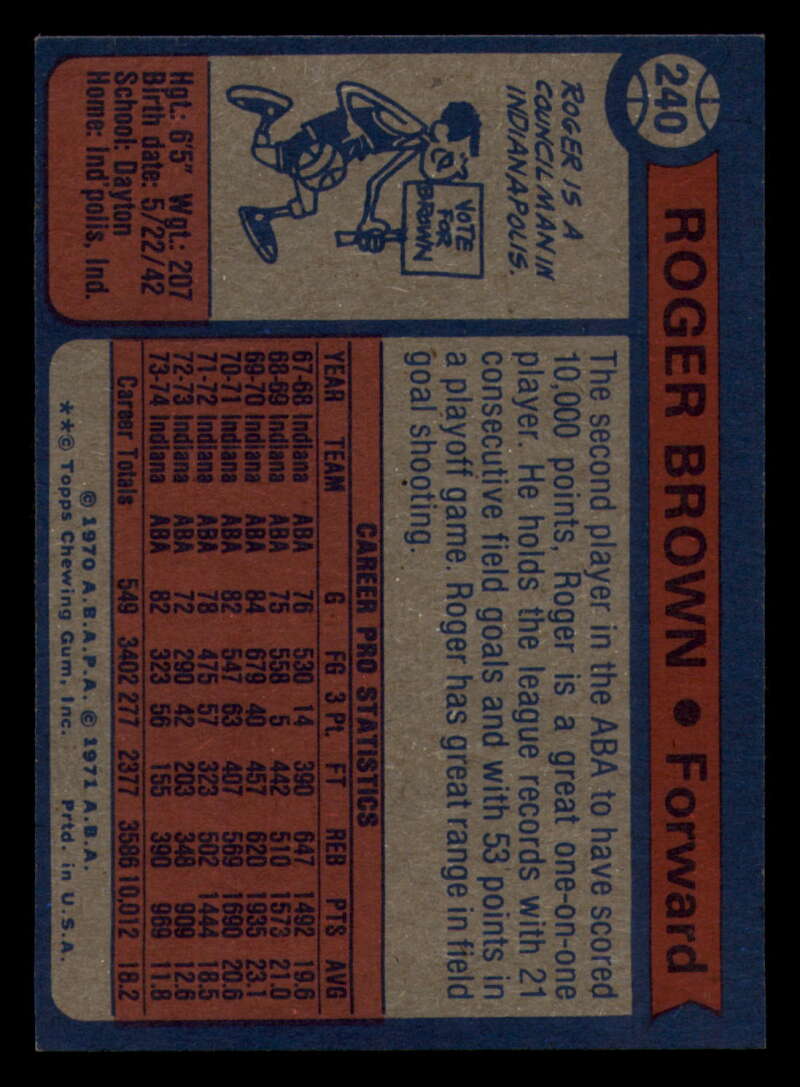 240
ROGER BROWN • Forward
ROGER IS A
COUNCILMAN IN
INDIANAPOLIS.
VOTE
FOR
BROWN
Hgt.: 6'5" Wgt.: 207
Birth date: 5/22/42
School: Dayton
Home: Ind'polis, Ind.
The second player in the ABA to have scored
10,000 points, Roger is a great one-on-one
player. He holds the league records with 21
consecutive field goals and with 53 points in
a playoff game. Roger has great range in field
goal shooting.
CAREER PRO STATISTICS
YEAR TEAM G FG 3 Pt. FT REB PTS AVG
67-68 Indiana ABA 76 530 14 390 647 1492 19.6
68-69 Indiana ABA 75 558 5 442 510 1573 21.0
69-70 Indiana ABA 84 679 40 457 620 1935 23.1
70-71 Indiana ABA 82 547 63 407 569 1690 20.6
71-72 Indiana ABA 78 475 57 323 502 1444 18.5
72-73 Indiana ABA 72 290 42 203 348 909 12.6
73-74 Indiana ABA 82 323 56 155 390 969 11.8
Career Totals 549 3402 277 2377 3586 10,012 18.2
© 1970 A.B.A.P.A. © 1971 A.B.A.
**© Topps Chewing Gum, Inc. Prtd. in U.S.A.